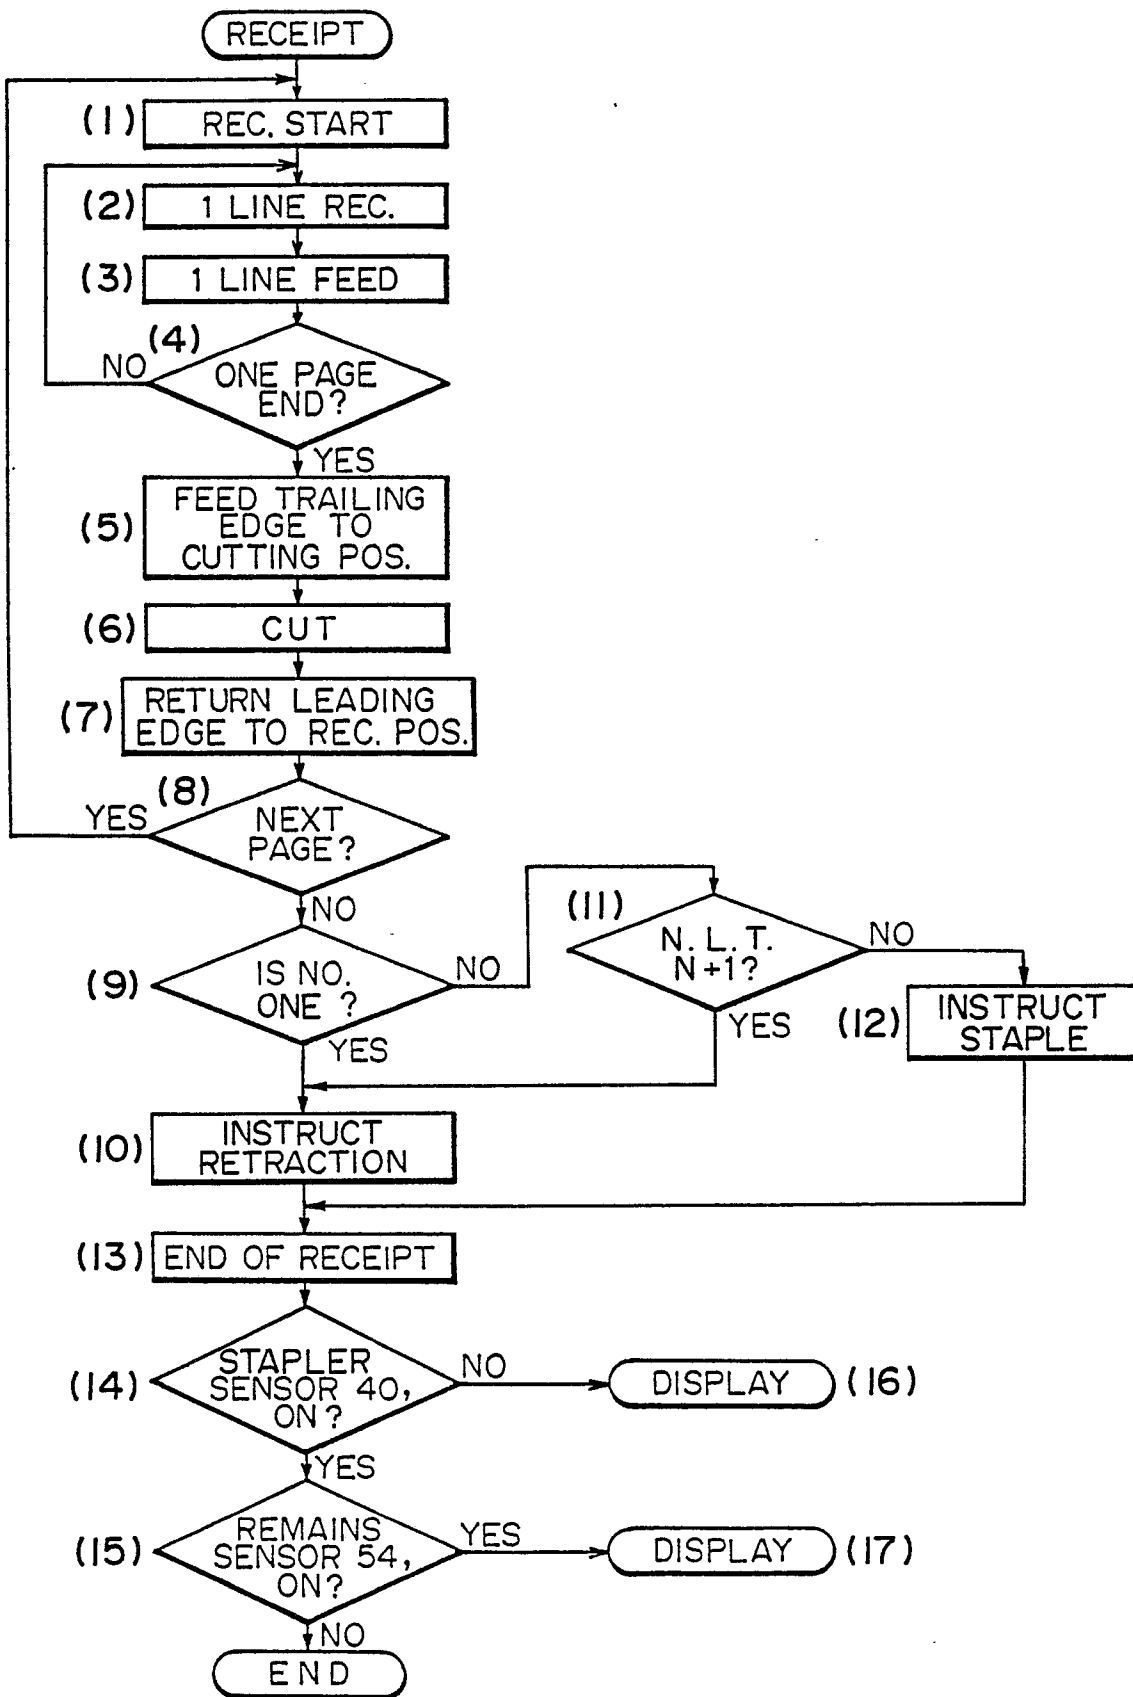 RECEIPT
(1)
REC. START
(2)
1 LINE REC.
(3)
1 LINE FEED
(4)
NO
ONE PAGE
END?
YES
(5)
FEED TRAILING
EDGE TO
CUTTING POS.
(6)
CUT
(7)
RETURN LEADING
EDGE TO REC. POS.
(8)
YES
NEXT
PAGE?
NO
(9)
IS NO.
ONE ?
NO
YES
(11)
N. L. T.
N+1?
NO
YES
(12)
INSTRUCT
STAPLE
(10)
INSTRUCT
RETRACTION
(13)
END OF RECEIPT
(14)
STAPLER
SENSOR 40,
ON?
NO
DISPLAY
(16)
YES
(15)
REMAINS
SENSOR 54,
ON?
YES
DISPLAY
(17)
NO
END